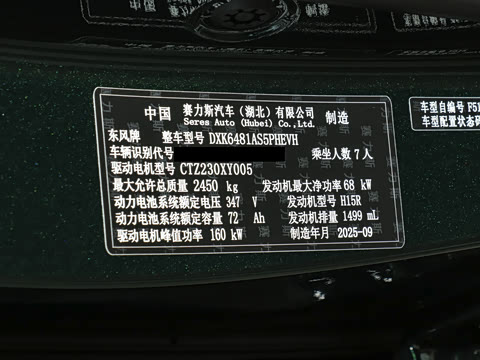 中国 赛力斯汽车（湖北）有限公司 制造
Seres Auto (Hubei) Co., Ltd.
东风牌 整车型号 DXK6481AS5PHEVH
车辆识别代号 乘坐人数 7 人
驱动电机型号 CTZ230XY005
最大允许总质量 2450 kg 发动机最大净功率 68 kW
动力电池系统额定电压 347 V 发动机型号 H15R
动力电池系统额定容量 72 Ah 发动机排量 1499 mL
驱动电机峰值功率 160 kW 制造年月 2025-09
车型自编号 F51
车型配置状态